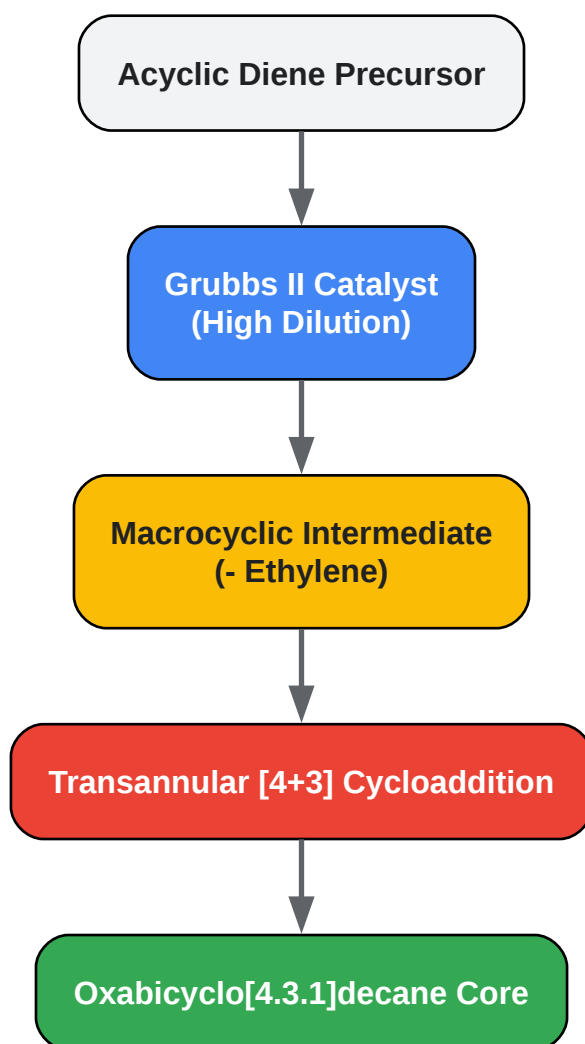 Acyclic Diene Precursor
Grubbs II Catalyst
(High Dilution)
Macrocyclic Intermediate
(- Ethylene)
Transannular [4+3] Cycloaddition
Oxabicyclo[4.3.1]decane Core